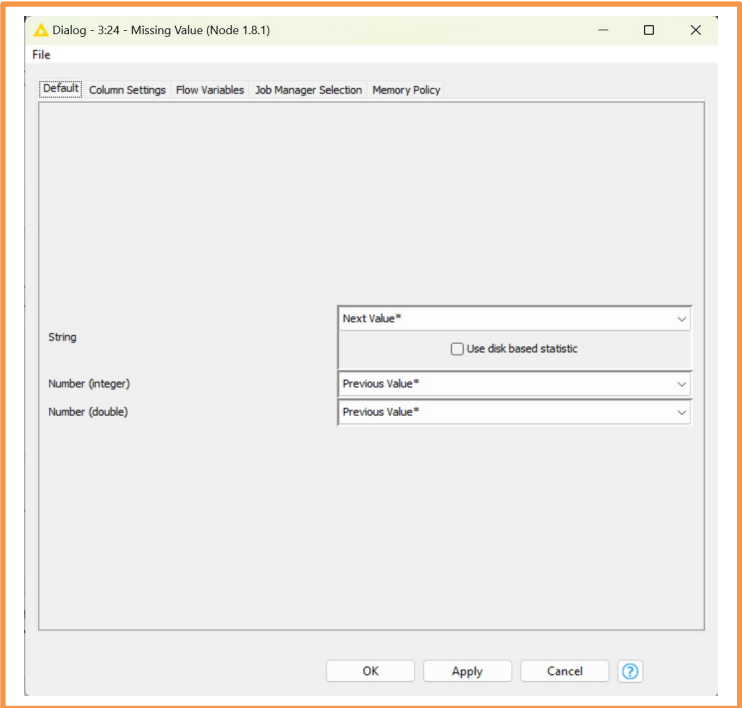 Dialog - 3:24 - Missing Value (Node 1.8.1)
File
Default Column Settings Flow Variables Job Manager Selection Memory Policy
Next Value*
String
Use disk based statistic
Number (integer) Previous Value*
Number (double) Previous Value*
OK Apply Cancel ?